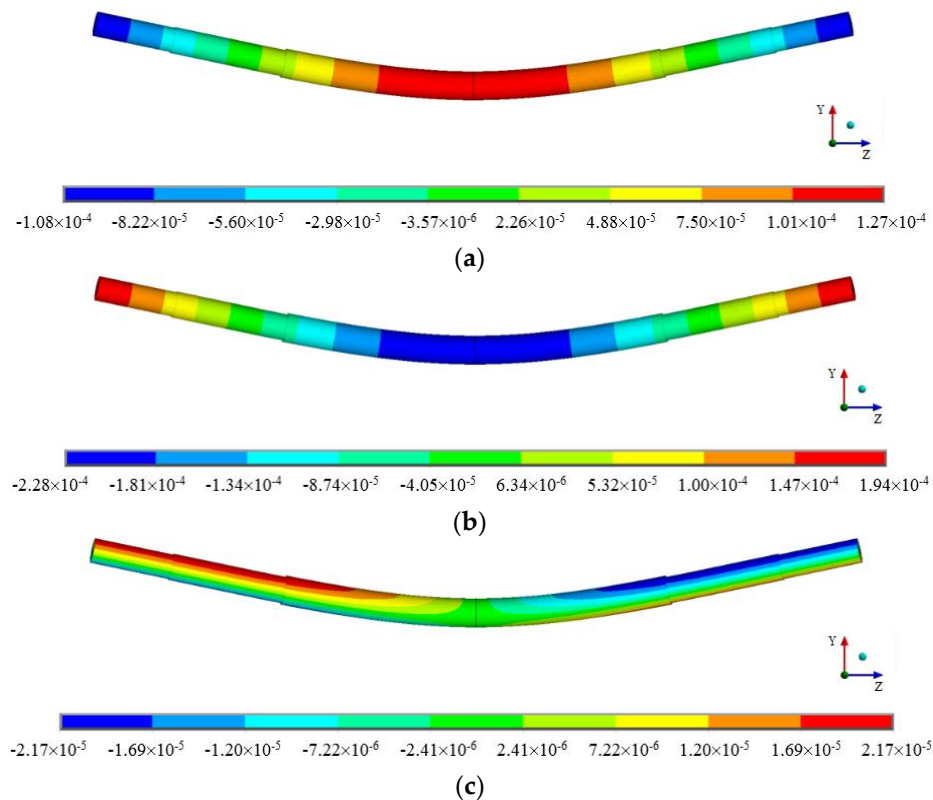 Y
Z
-1.08×10⁻⁴ -8.22×10⁻⁵ -5.60×10⁻⁵ -2.98×10⁻⁵ -3.57×10⁻⁶ 2.26×10⁻⁵ 4.88×10⁻⁵ 7.50×10⁻⁵ 1.01×10⁻⁴ 1.27×10⁻⁴
(a)
Y
Z
-2.28×10⁻⁴ -1.81×10⁻⁴ -1.34×10⁻⁴ -8.74×10⁻⁵ -4.05×10⁻⁵ 6.34×10⁻⁶ 5.32×10⁻⁵ 1.00×10⁻⁴ 1.47×10⁻⁴ 1.94×10⁻⁴
(b)
Y
Z
-2.17×10⁻⁵ -1.69×10⁻⁵ -1.20×10⁻⁵ -7.22×10⁻⁶ -2.41×10⁻⁶ 2.41×10⁻⁶ 7.22×10⁻⁶ 1.20×10⁻⁵ 1.69×10⁻⁵ 2.17×10⁻⁵
(c)